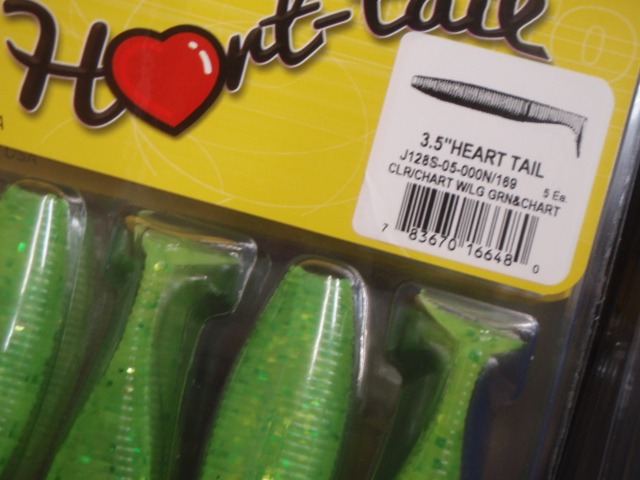 Heart-tail
USA
3.5"HEART TAIL
J128S-05-000N/169 5 Ea.
CLR/CHART W/LG GRN&CHART
7 83670 16648 0